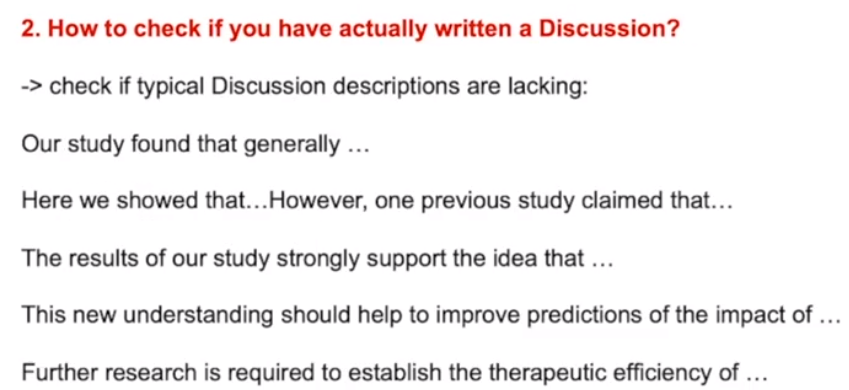 2. How to check if you have actually written a Discussion?
-> check if typical Discussion descriptions are lacking:
Our study found that generally …
Here we showed that…However, one previous study claimed that…
The results of our study strongly support the idea that …
This new understanding should help to improve predictions of the impact of …
Further research is required to establish the therapeutic efficiency of …